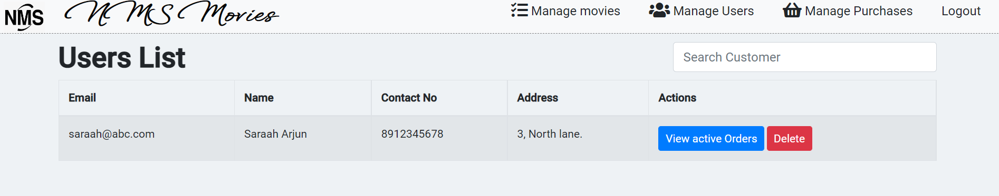 NMS NMS Movies Manage movies Manage Users Manage Purchases Logout
Users List Search Customer
Email Name Contact No Address Actions
saraah@abc.com Saraah Arjun 8912345678 3, North lane. View active Orders Delete